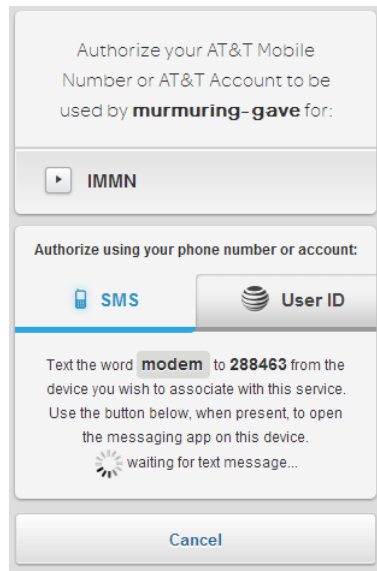 Authorize your AT&T Mobile
Number or AT&T Account to be
used by murmuring-gave for:
IMMN
Authorize using your phone number or account:
SMS
User ID
Text the word modem to 288463 from the
device you wish to associate with this service.
Use the button below, when present, to open
the messaging app on this device.
waiting for text message...
Cancel